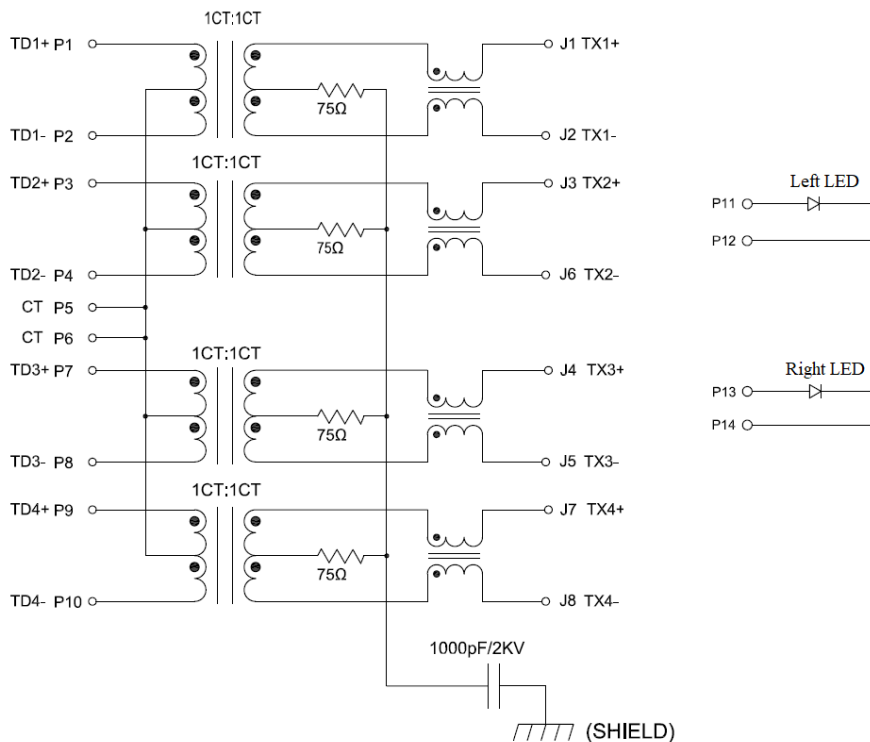 1CT:1CT
TD1+ P1
J1 TX1+
75Ω
TD1- P2
J2 TX1-
1CT:1CT
TD2+ P3
J3 TX2+
75Ω
TD2- P4
J6 TX2-
CT P5
CT P6
1CT:1CT
TD3+ P7
J4 TX3+
75Ω
TD3- P8
J5 TX3-
1CT:1CT
TD4+ P9
J7 TX4+
75Ω
TD4- P10
J8 TX4-
1000pF/2KV
(SHIELD)
Left LED
P11
P12
Right LED
P13
P14